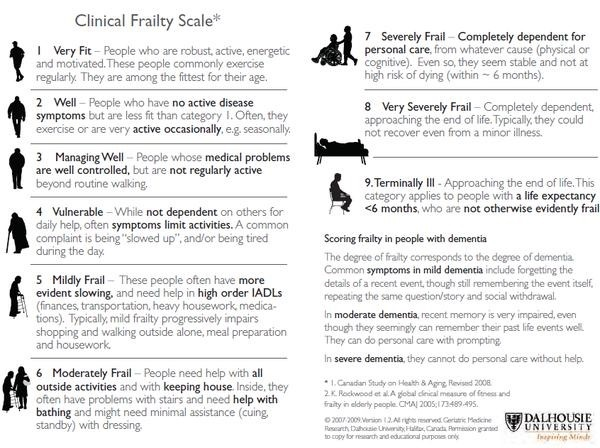 Clinical Frailty Scale*
1 Very Fit – People who are robust, active, energetic
and motivated. These people commonly exercise
regularly. They are among the fittest for their age.
2 Well – People who have no active disease
symptoms but are less fit than category 1. Often, they
exercise or are very active occasionally, e.g. seasonally.
3 Managing Well – People whose medical problems
are well controlled, but are not regularly active
beyond routine walking.
4 Vulnerable – While not dependent on others for
daily help, often symptoms limit activities. A common
complaint is being "slowed up", and/or being tired
during the day.
5 Mildly Frail – These people often have more
evident slowing, and need help in high order IADLs
(finances, transportation, heavy housework, medica-
tions). Typically, mild frailty progressively impairs
shopping and walking outside alone, meal preparation
and housework.
6 Moderately Frail – People need help with all
outside activities and with keeping house. Inside, they
often have problems with stairs and need help with
bathing and might need minimal assistance (cuing,
standby) with dressing.
7 Severely Frail – Completely dependent for
personal care, from whatever cause (physical or
cognitive). Even so, they seem stable and not at
high risk of dying (within ~ 6 months).
8 Very Severely Frail – Completely dependent,
approaching the end of life. Typically, they could
not recover even from a minor illness.
9. Terminally Ill - Approaching the end of life. This
category applies to people with a life expectancy
<6 months, who are not otherwise evidently frail
Scoring frailty in people with dementia
The degree of frailty corresponds to the degree of dementia.
Common symptoms in mild dementia include forgetting the
details of a recent event, though still remembering the event itself,
repeating the same question/story and social withdrawal.
In moderate dementia, recent memory is very impaired, even
though they seemingly can remember their past life events well.
They can do personal care with prompting.
In severe dementia, they cannot do personal care without help.
* 1. Canadian Study on Health & Aging, Revised 2008.
2. K. Rockwood et al. A global clinical measure of fitness and
frailty in elderly people. CMAJ 2005;173:489-495.
© 2007-2009. Version 1.2. All rights reserved. Geriatric Medicine
Research, Dalhousie University, Halifax, Canada. Permission granted
to copy for research and educational purposes only.
DALHOUSIE
UNIVERSITY
Inspiring Minds